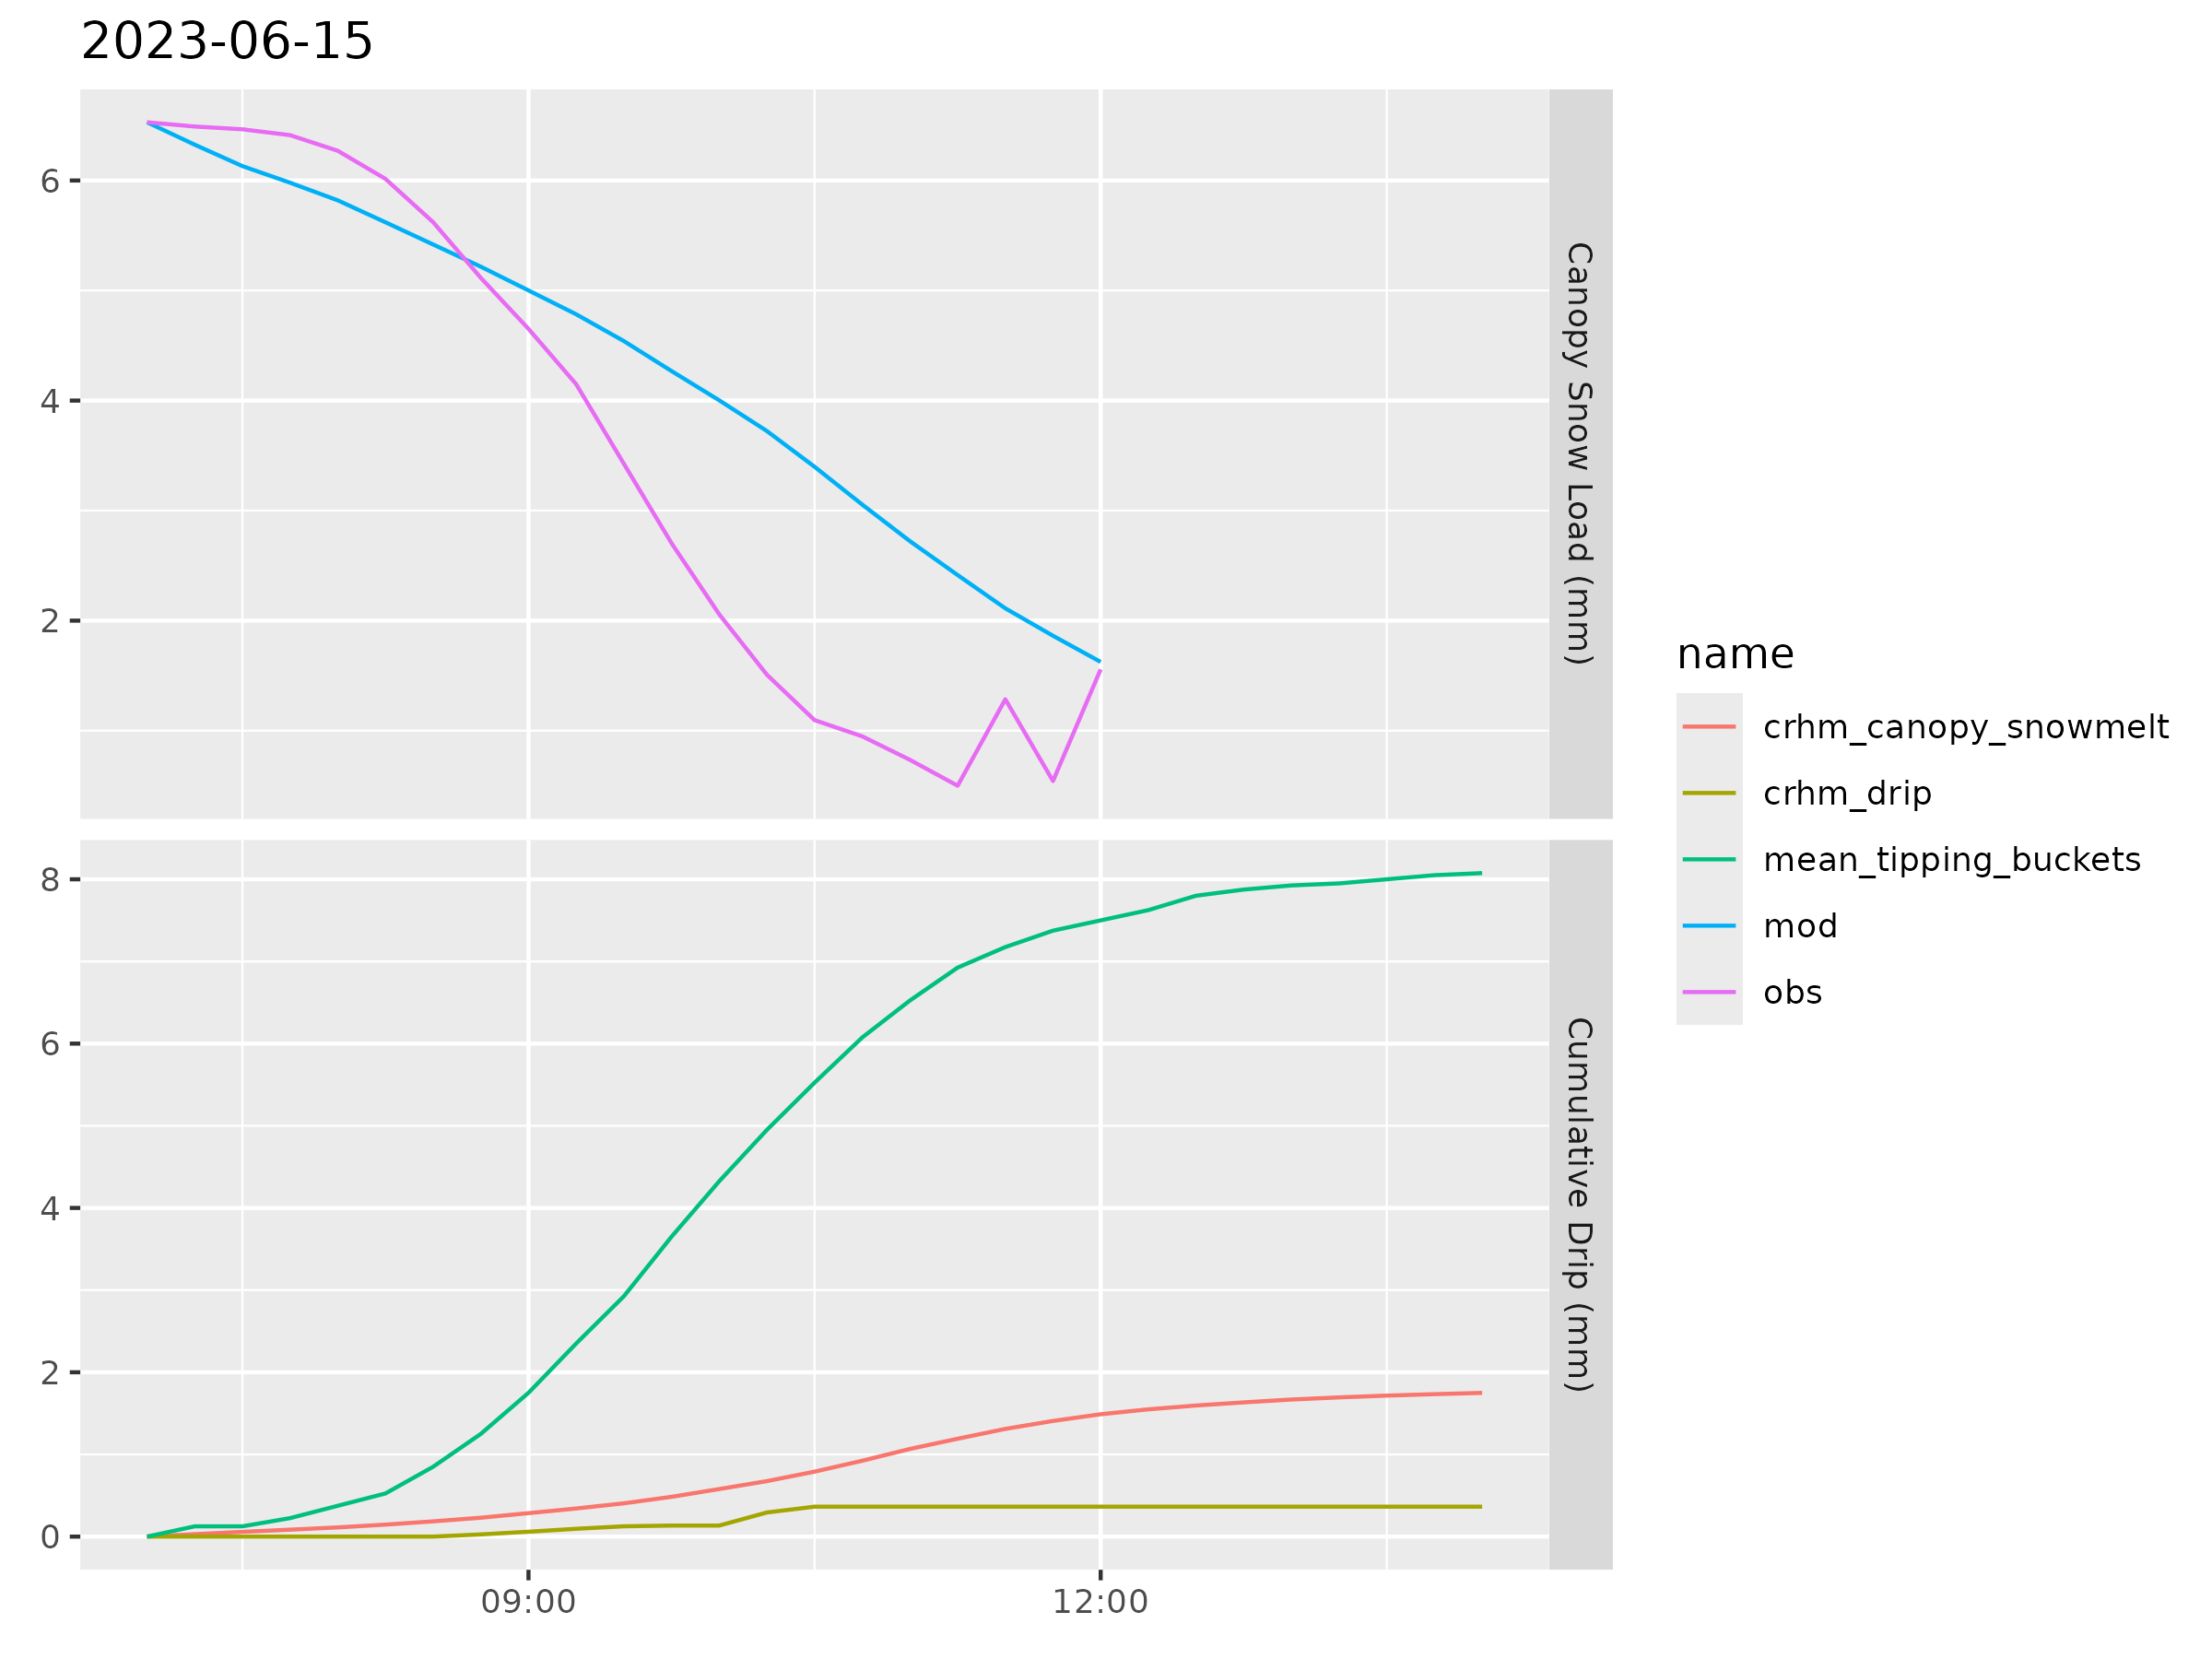 2023-06-15
6
4
2
Canopy Snow Load (mm)
8
6
4
2
0
Cumulative Drip (mm)
09:00 12:00
name
crhm_canopy_snowmelt
crhm_drip
mean_tipping_buckets
mod
obs